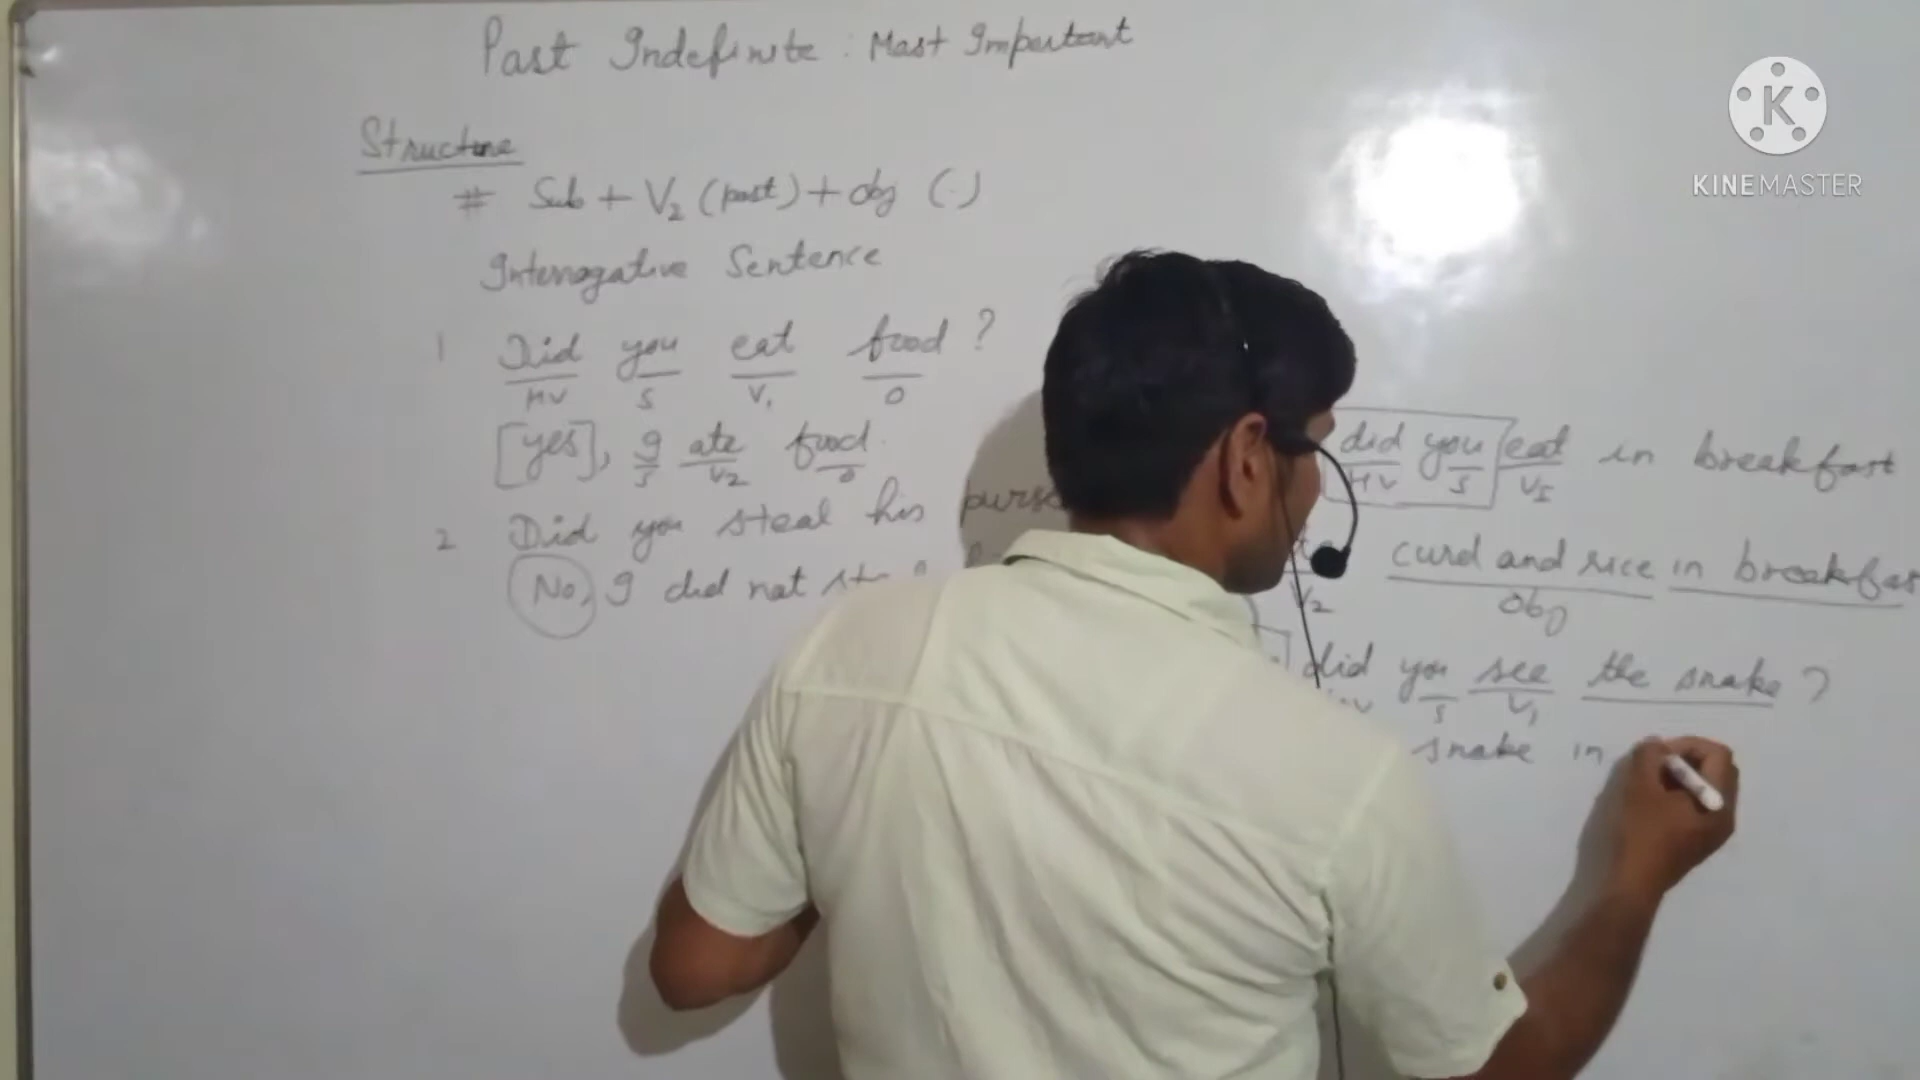 Past Indefinite : Mast Important
Structure
# Sub + V2 (past) + obj (.)
Interrogative Sentence
1 Did you eat food ?
HV S V1 O
[yes], I ate food.
S V2 O
2 Did you steal his purse
No, I did not
did you eat in breakfast
HV S V1
curd and rice in breakfas
V2 obj
did you see the snake ?
S V1
snake in
K
KINEMASTER